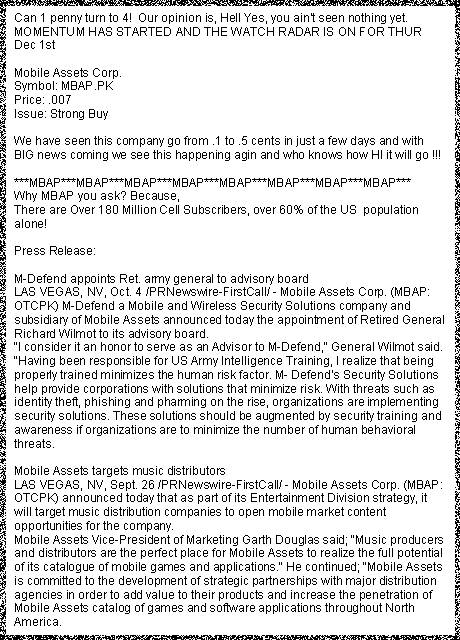 Can 1 penny turn to 4!  Our opinion is, Hell Yes, you ain't seen nothing yet.
MOMENTUM HAS STARTED AND THE WATCH RADAR IS ON FOR THUR
Dec 1st
Mobile Assets Corp.
Symbol: MBAP.PK
Price: .007
Issue: Strong Buy
We have seen this company go from .1 to .5 cents in just a few days and with
BIG news coming we see this happening agin and who knows how HI it will go !!!
***MBAP***MBAP***MBAP***MBAP***MBAP***MBAP***MBAP***MBAP***
Why MBAP you ask? Because,
There are Over 180 Million Cell Subscribers, over 60% of the US  population
alone!
Press Release:
M-Defend appoints Ret. army general to advisory board
LAS VEGAS, NV, Oct. 4 /PRNewswire-FirstCall/ - Mobile Assets Corp. (MBAP:
OTCPK) M-Defend a Mobile and Wireless Security Solutions company and
subsidiary of Mobile Assets announced today the appointment of Retired General
Richard Wilmot to its advisory board.
"I consider it an honor to serve as an Advisor to M-Defend," General Wilmot said.
"Having been responsible for US Army Intelligence Training, I realize that being
properly trained minimizes the human risk factor. M- Defend's Security Solutions
help provide corporations with solutions that minimize risk. With threats such as
identity theft, phishing and pharming on the rise, organizations are implementing
security solutions. These solutions should be augmented by security training and
awareness if organizations are to minimize the number of human behavioral
threats.
Mobile Assets targets music distributors
LAS VEGAS, NV, Sept. 26 /PRNewswire-FirstCall/ - Mobile Assets Corp. (MBAP:
OTCPK) announced today that as part of its Entertainment Division strategy, it
will target music distribution companies to open mobile market content
opportunities for the company.
Mobile Assets Vice-President of Marketing Garth Douglas said; "Music producers
and distributors are the perfect place for Mobile Assets to realize the full potential
of its catalogue of mobile games and applications." He continued; "Mobile Assets
is committed to the development of strategic partnerships with major distribution
agencies in order to add value to their products and increase the penetration of
Mobile Assets catalog of games and software applications throughout North
America.